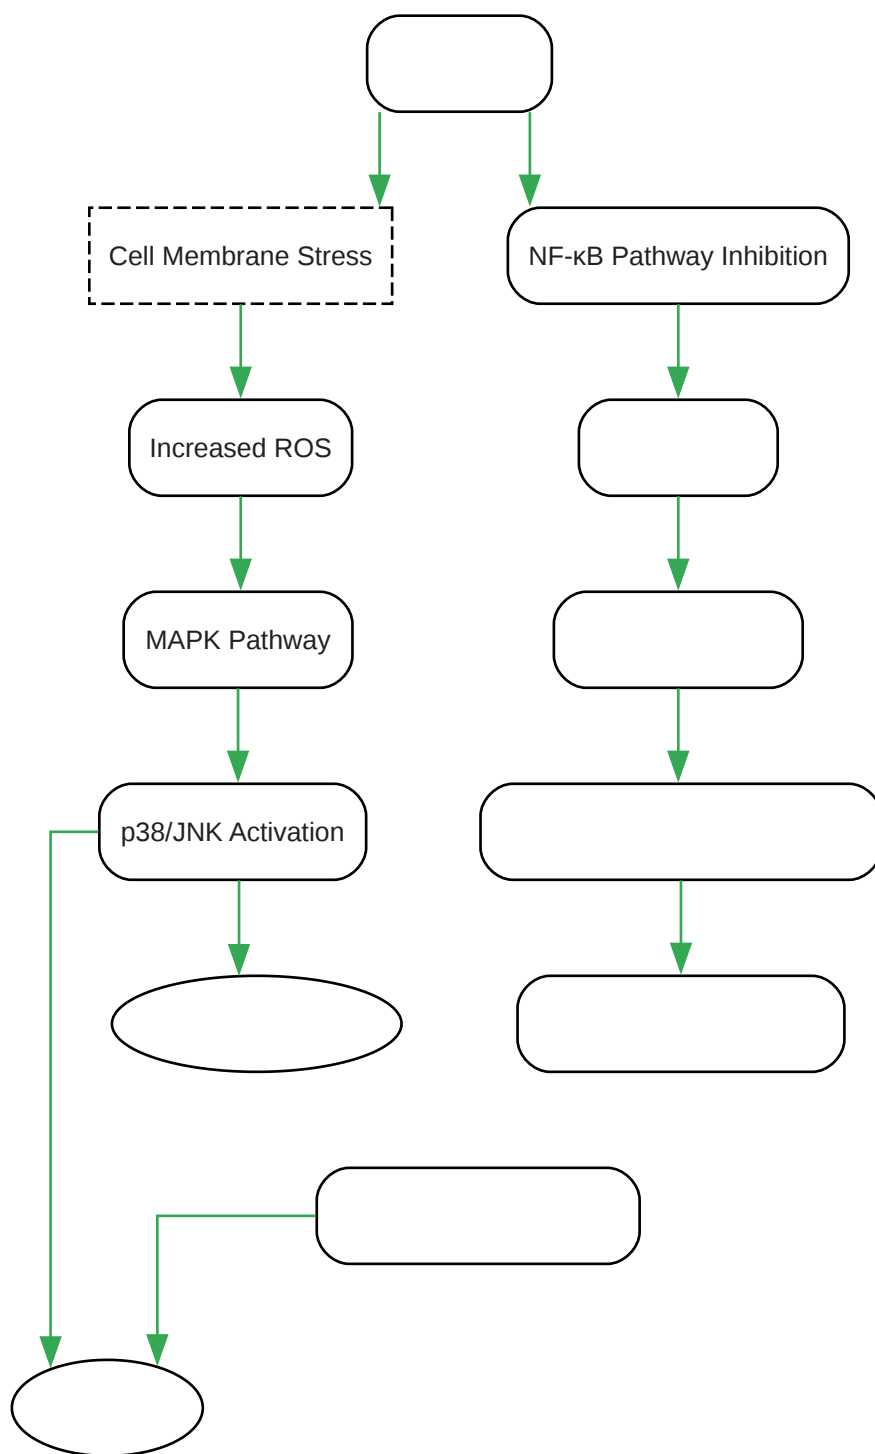 Cell Membrane Stress
NF-κB Pathway Inhibition
Increased ROS
MAPK Pathway
p38/JNK Activation